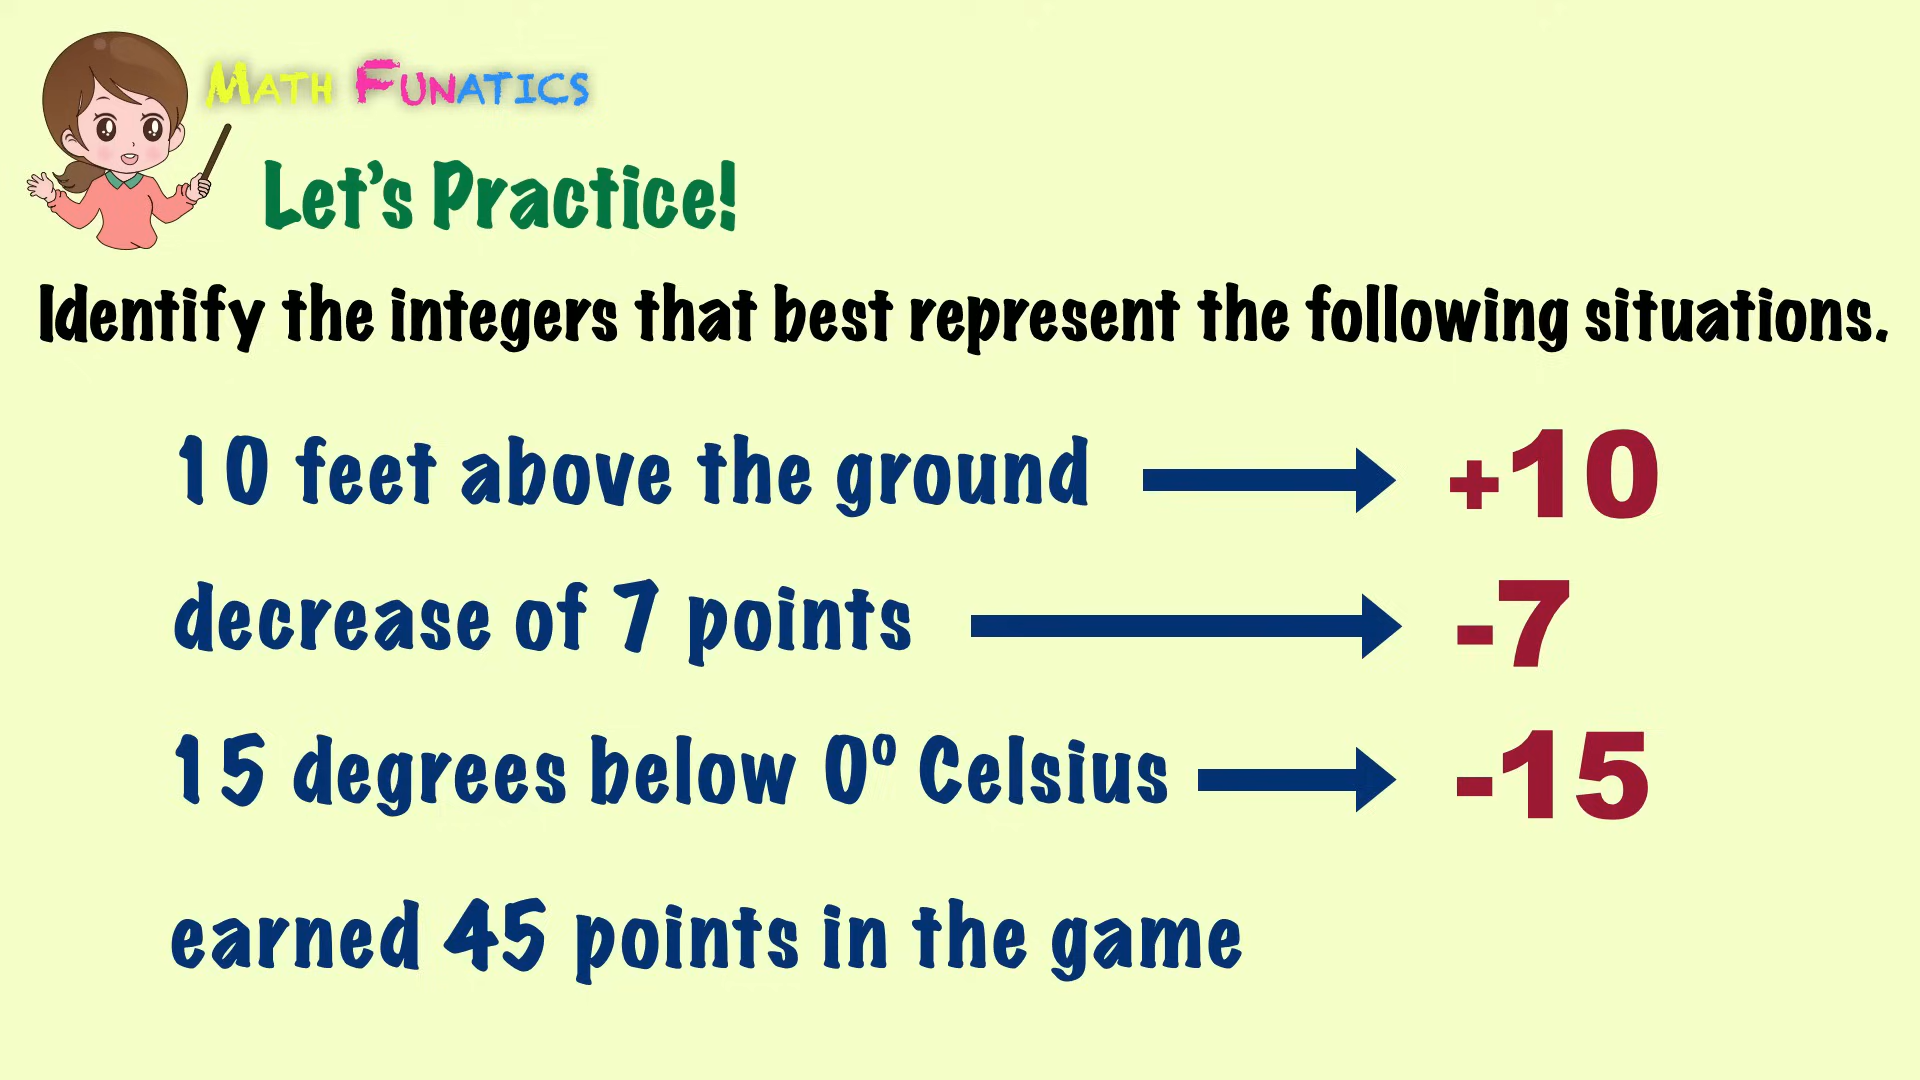 MATH FUNATICS
Let's Practice!
Identify the integers that best represent the following situations.
10 feet above the ground +10
decrease of 7 points -7
15 degrees below 0º Celsius -15
earned 45 points in the game